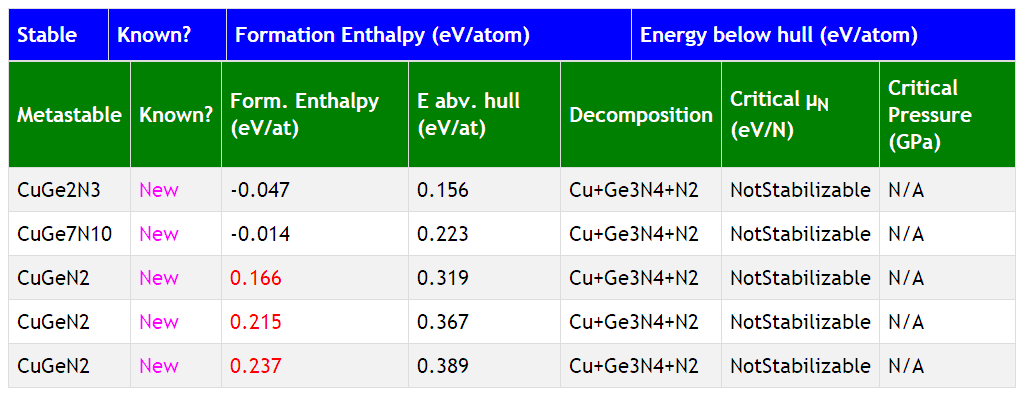 Stable Known? Formation Enthalpy (eV/atom) Energy below hull (eV/atom)
Metastable Known? Form. Enthalpy (eV/at) E abv. hull (eV/at) Decomposition Critical μN (eV/N) Critical Pressure (GPa)
CuGe2N3 New -0.047 0.156 Cu+Ge3N4+N2 NotStabilizable N/A
CuGe7N10 New -0.014 0.223 Cu+Ge3N4+N2 NotStabilizable N/A
CuGeN2 New 0.166 0.319 Cu+Ge3N4+N2 NotStabilizable N/A
CuGeN2 New 0.215 0.367 Cu+Ge3N4+N2 NotStabilizable N/A
CuGeN2 New 0.237 0.389 Cu+Ge3N4+N2 NotStabilizable N/A